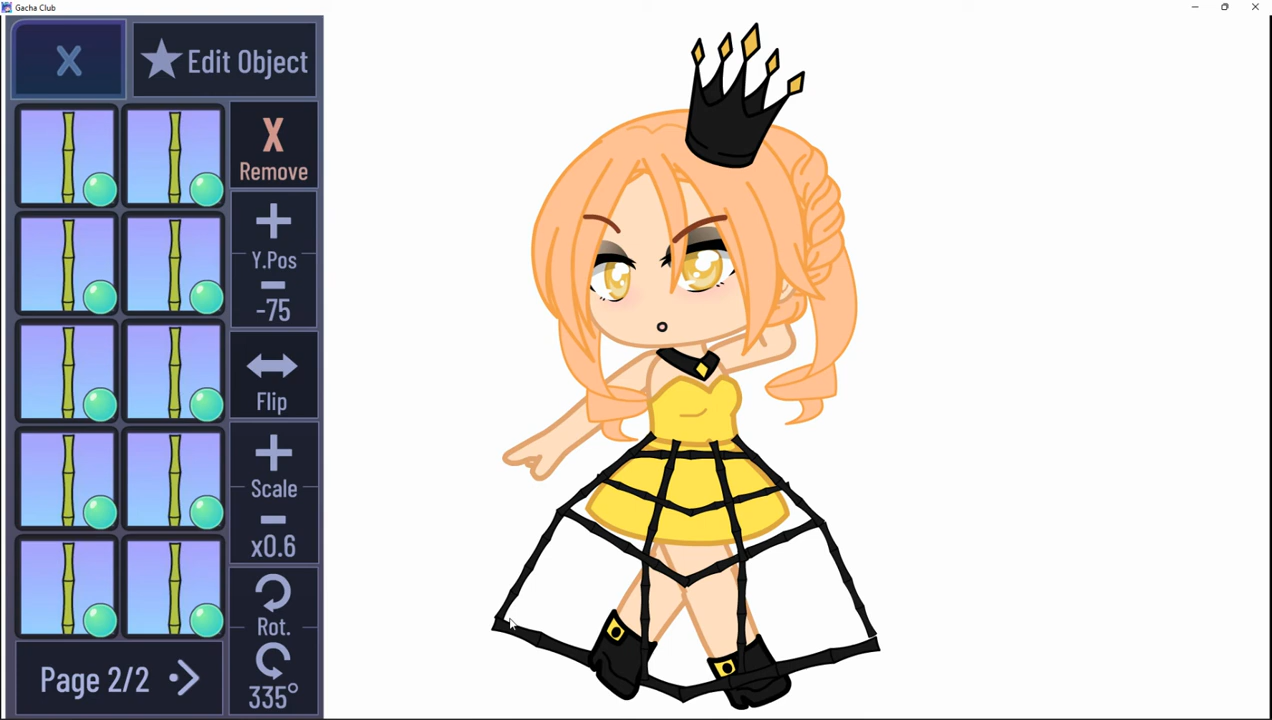 Gacha Club
X
Edit Object
X
Remove
Y.Pos
-75
Flip
Scale
x0.6
Rot.
335°
Page 2/2